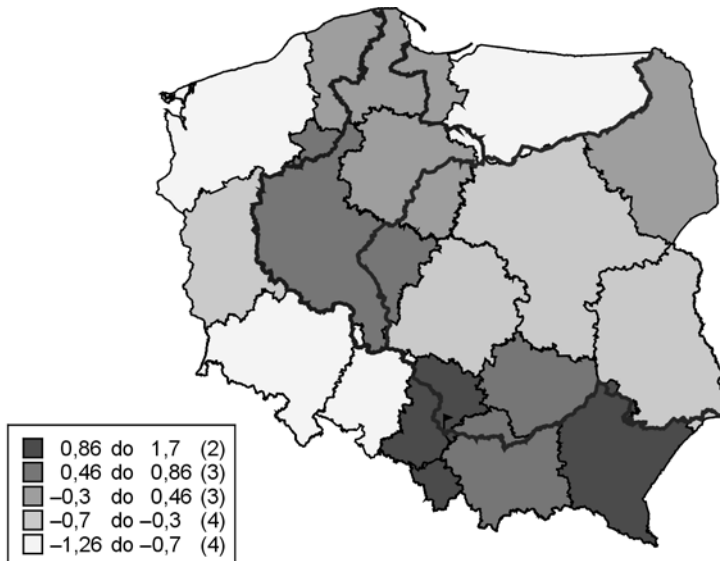 0,86 do 1,7 (2)
0,46 do 0,86 (3)
–0,3 do 0,46 (3)
–0,7 do –0,3 (4)
–1,26 do –0,7 (4)